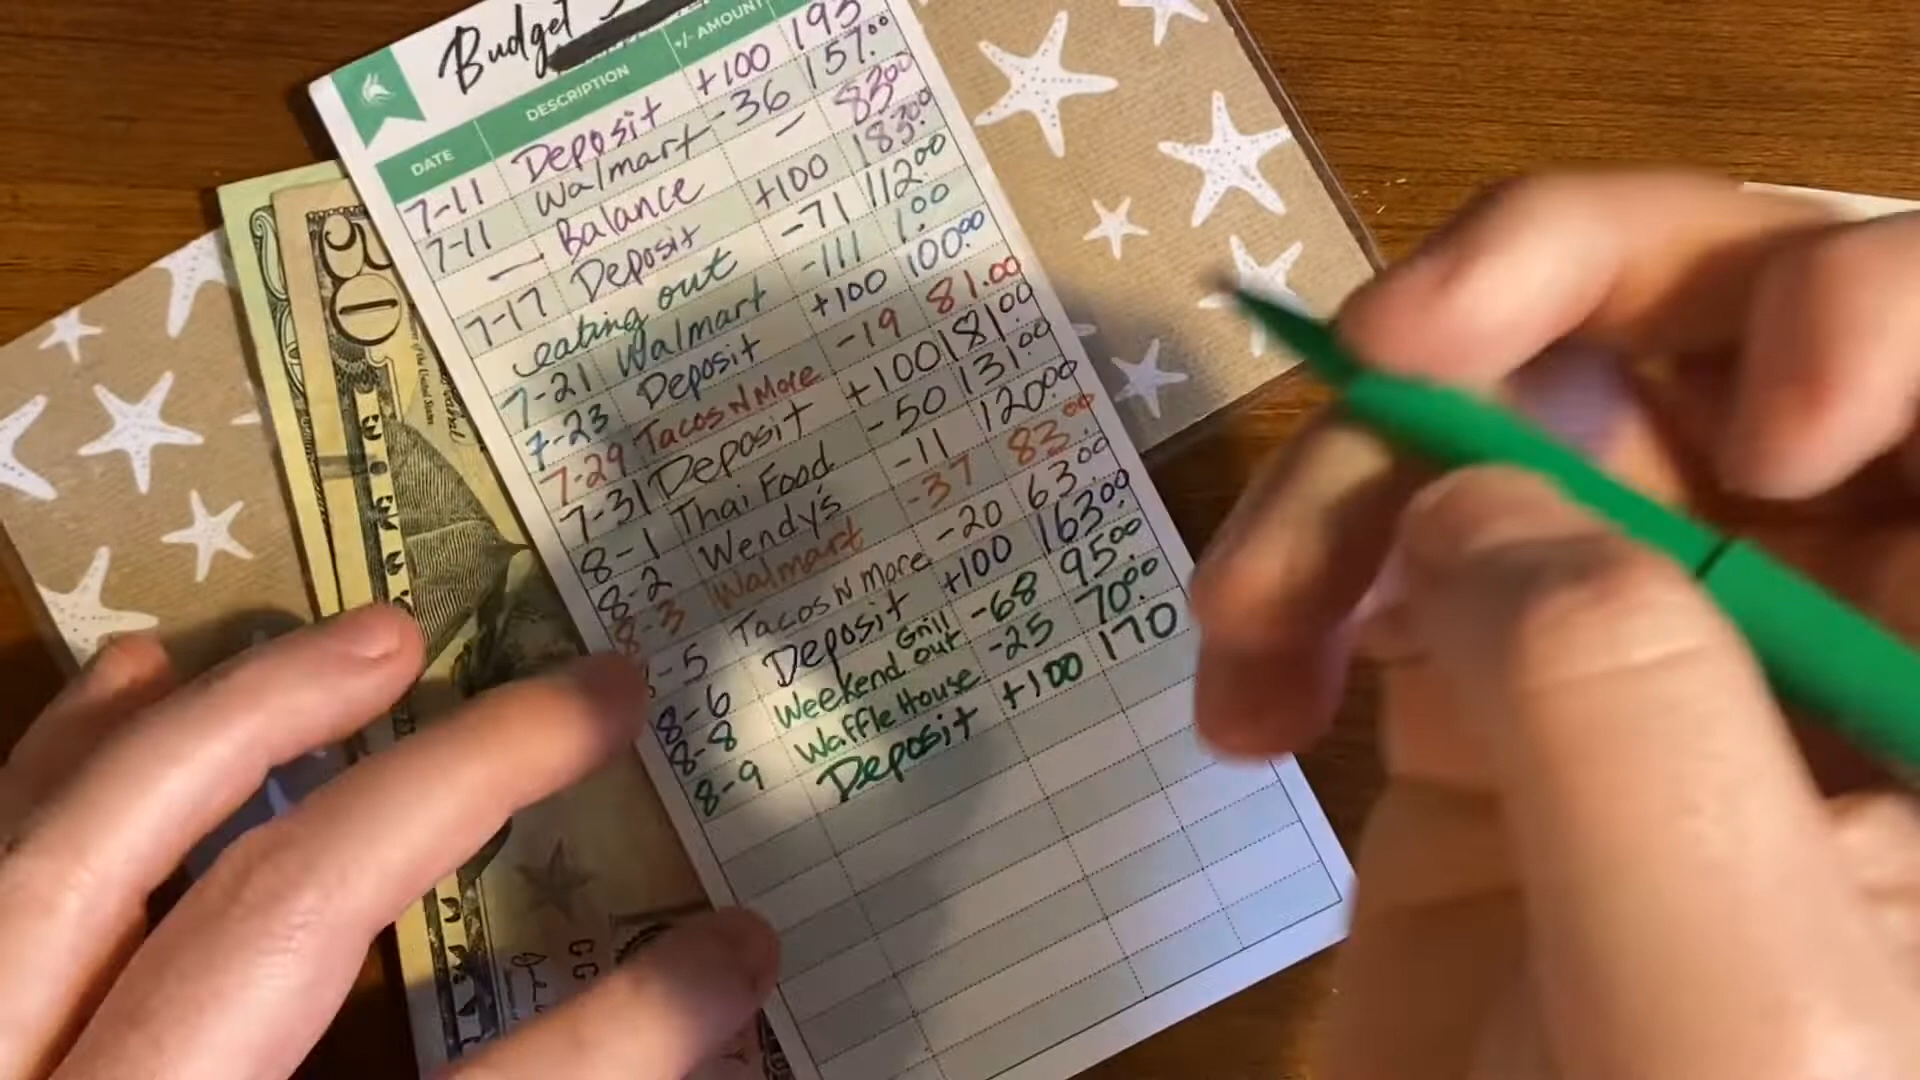 Budget
DATE DESCRIPTION +/- AMOUNT
7-11 Deposit +100 193
7-11 Walmart -36 157.00
— Balance — 83.00
7-17 Deposit +100 183.00
eating out -71 112.00
7-21 Walmart -111 1.00
7-23 Deposit +100 100.00
7-29 Tacos N More -19 81.00
7-31 Deposit +100 181.00
8-1 Thai Food -50 131.00
8-2 Wendy's -11 120.00
8-3 Walmart -37 83.00
-5 Tacos N More -20 63.00
8-6 Deposit +100 163.00
8-8 Weekend Grill out -68 95.00
8-9 Waffle House -25 70.00
Deposit +100 170
50